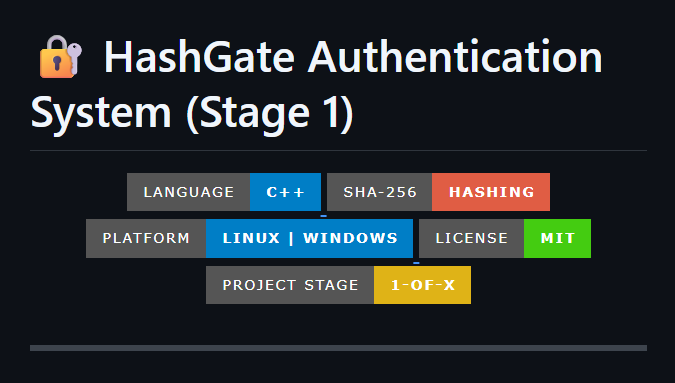 🔐 HashGate Authentication
System (Stage 1)
LANGUAGE C++ SHA-256 HASHING
PLATFORM LINUX | WINDOWS LICENSE MIT
PROJECT STAGE 1-OF-X